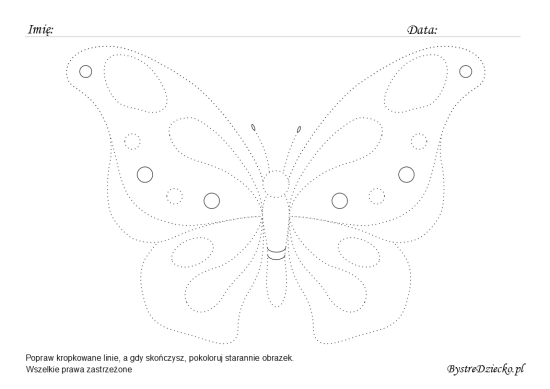 Imię: Data:
Popraw kropkowane linie, a gdy skończysz, pokoloruj starannie obrazek.
Wszelkie prawa zastrzeżone
BystreDziecko.pl